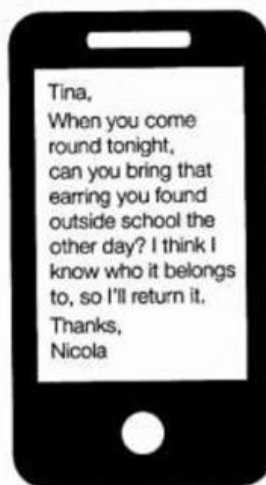 Tina,
When you come
round tonight,
can you bring that
earring you found
outside school the
other day? I think I
know who it belongs
to, so I'll return it.
Thanks,
Nicola